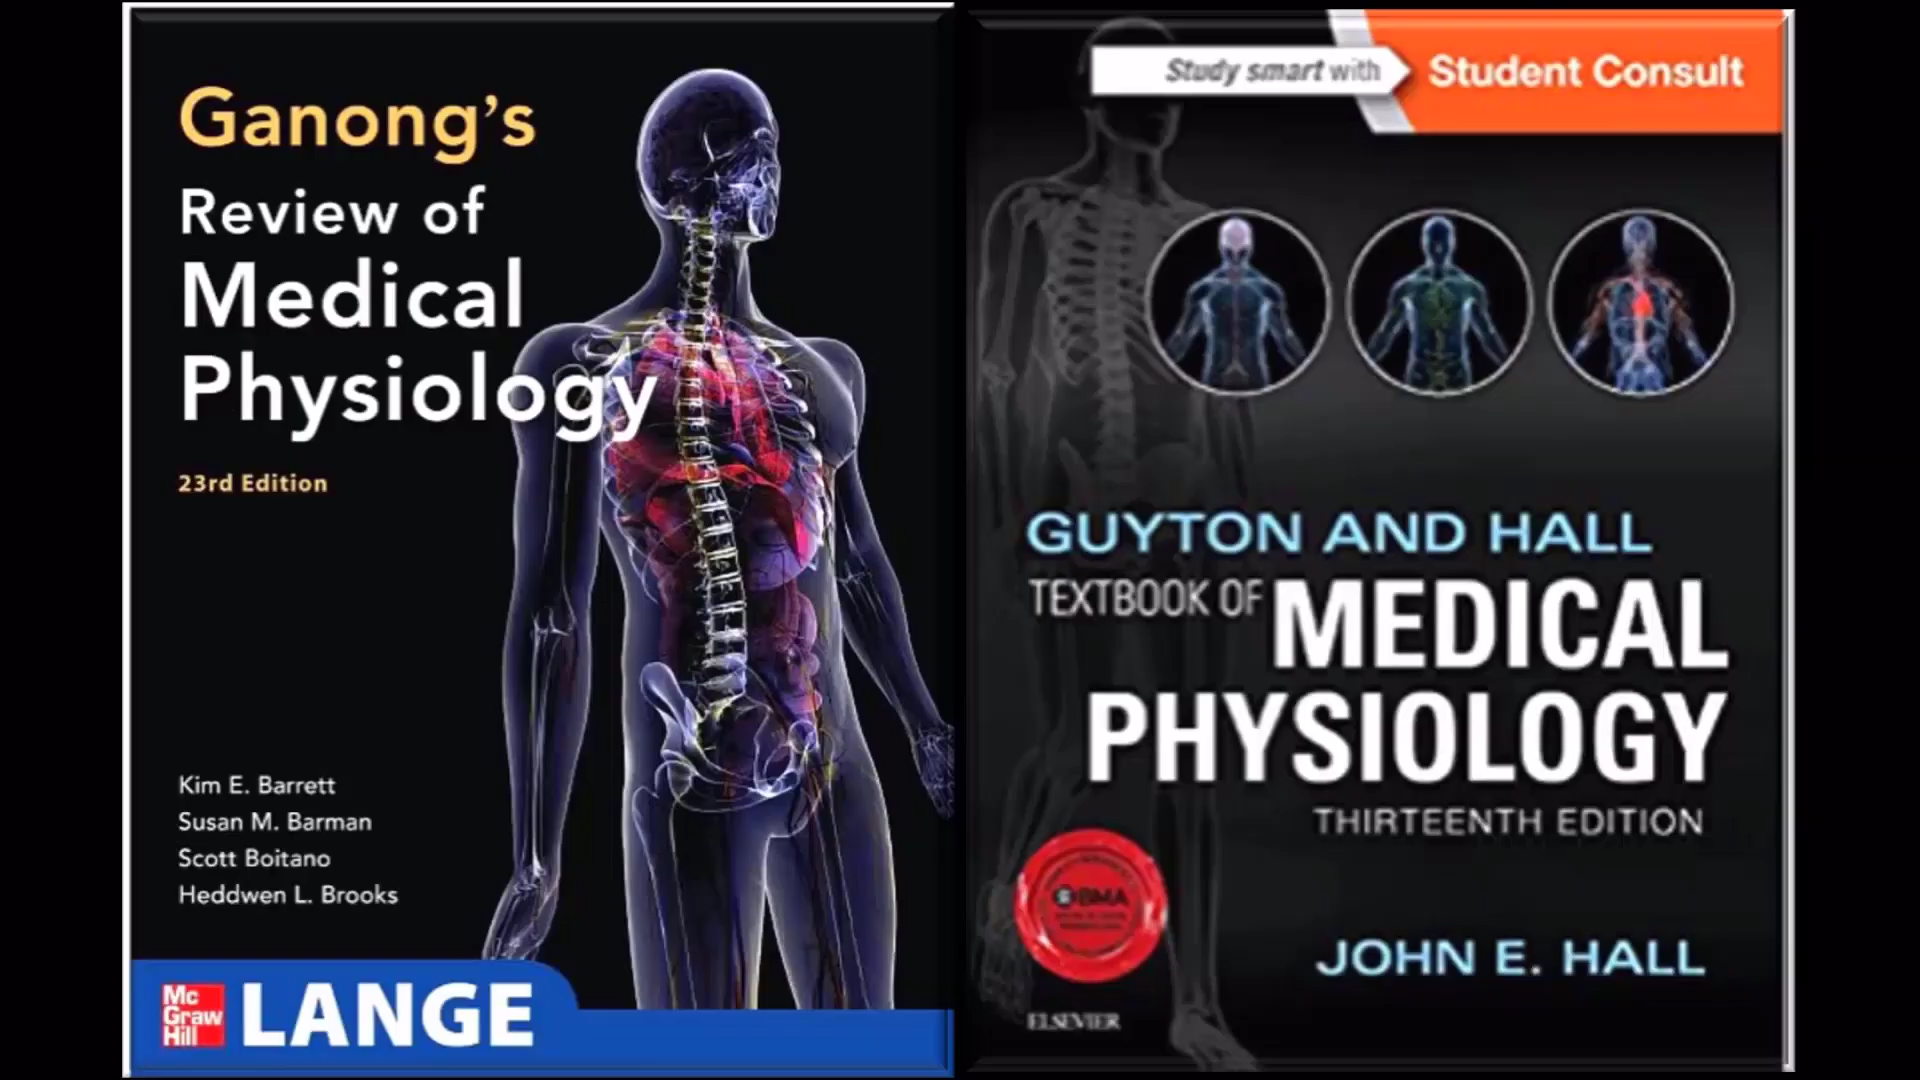 Ganong's
Review of
Medical
Physiology
23rd Edition
Kim E. Barrett
Susan M. Barman
Scott Boitano
Heddwen L. Brooks
Mc
Graw
Hill
LANGE
Study smart with
Student Consult
GUYTON AND HALL
TEXTBOOK OF MEDICAL
PHYSIOLOGY
THIRTEENTH EDITION
BMA
JOHN E. HALL
ELSEVIER